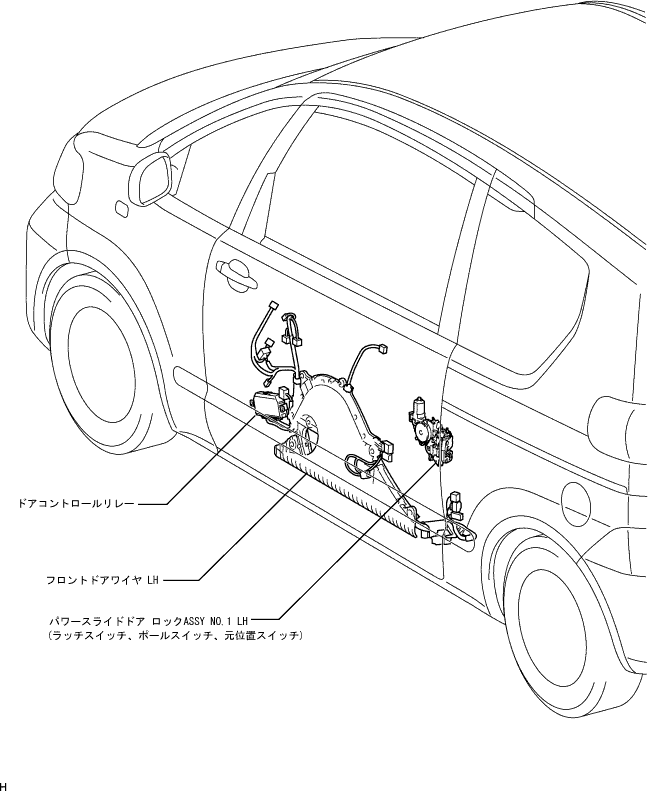 ドアコントロールリレー
フロントドアワイヤ LH
パワースライドドア ロックASSY NO.1 LH
(ラッチスイッチ、ポールスイッチ、元位置スイッチ)
H